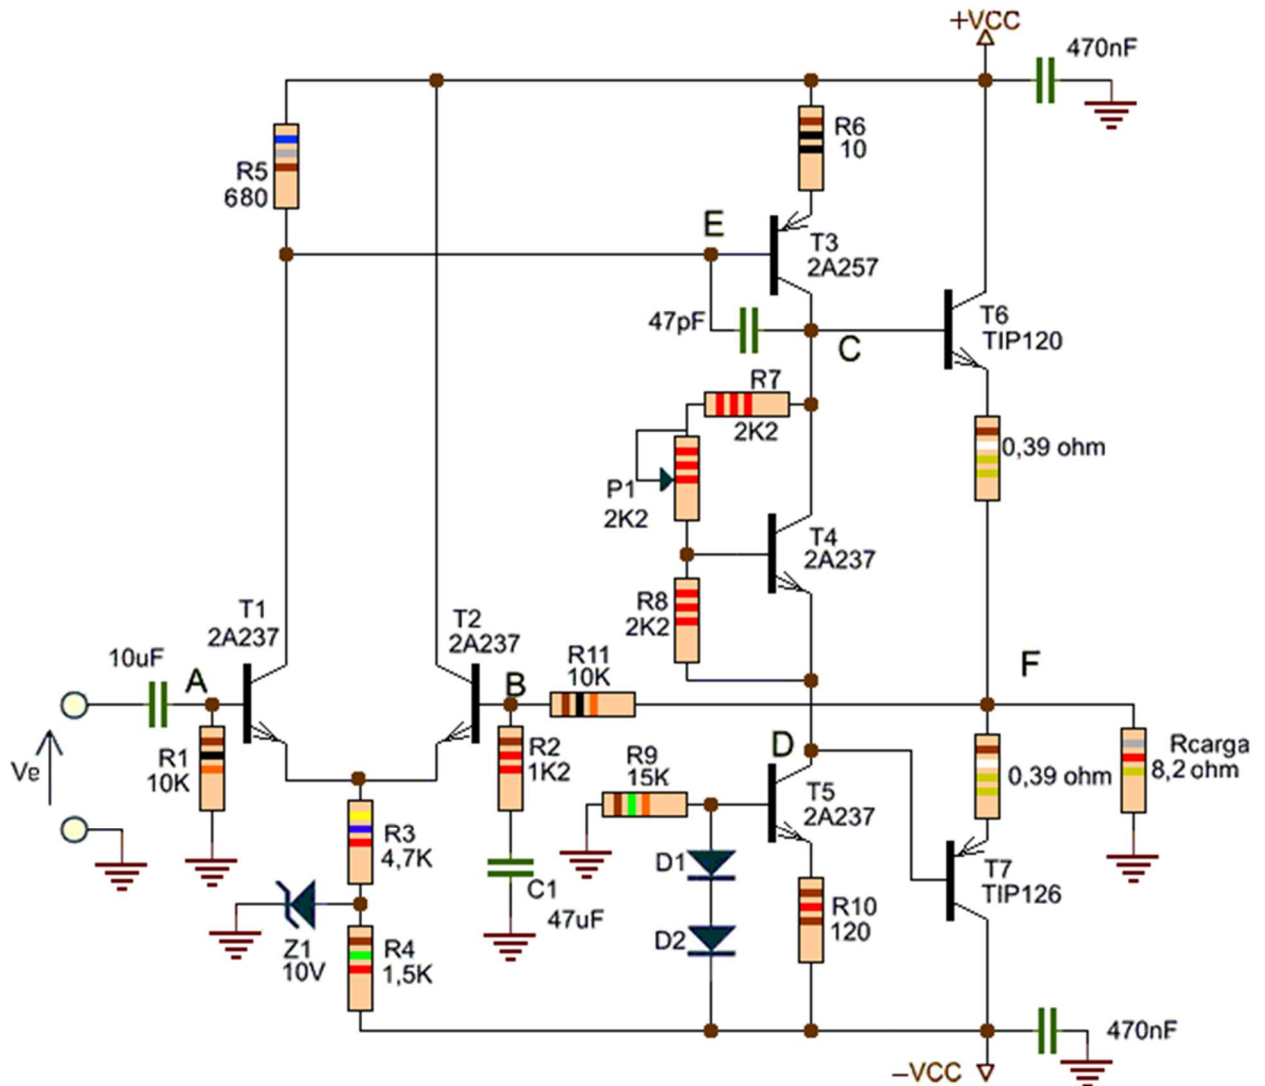 +VCC
470nF
R5
680
R6
10
E
T3
2A257
47pF
C
T6
TIP120
R7
2K2
0,39 ohm
P1
2K2
T4
2A237
R8
2K2
T1
2A237
T2
2A237
10uF
A
B
R11
10K
F
Ve
R1
10K
R2
1K2
D
R9
15K
T5
2A237
0,39 ohm
Rcarga
8,2 ohm
R3
4,7K
D1
T7
TIP126
C1
47uF
Z1
10V
R4
1,5K
D2
R10
120
470nF
–VCC